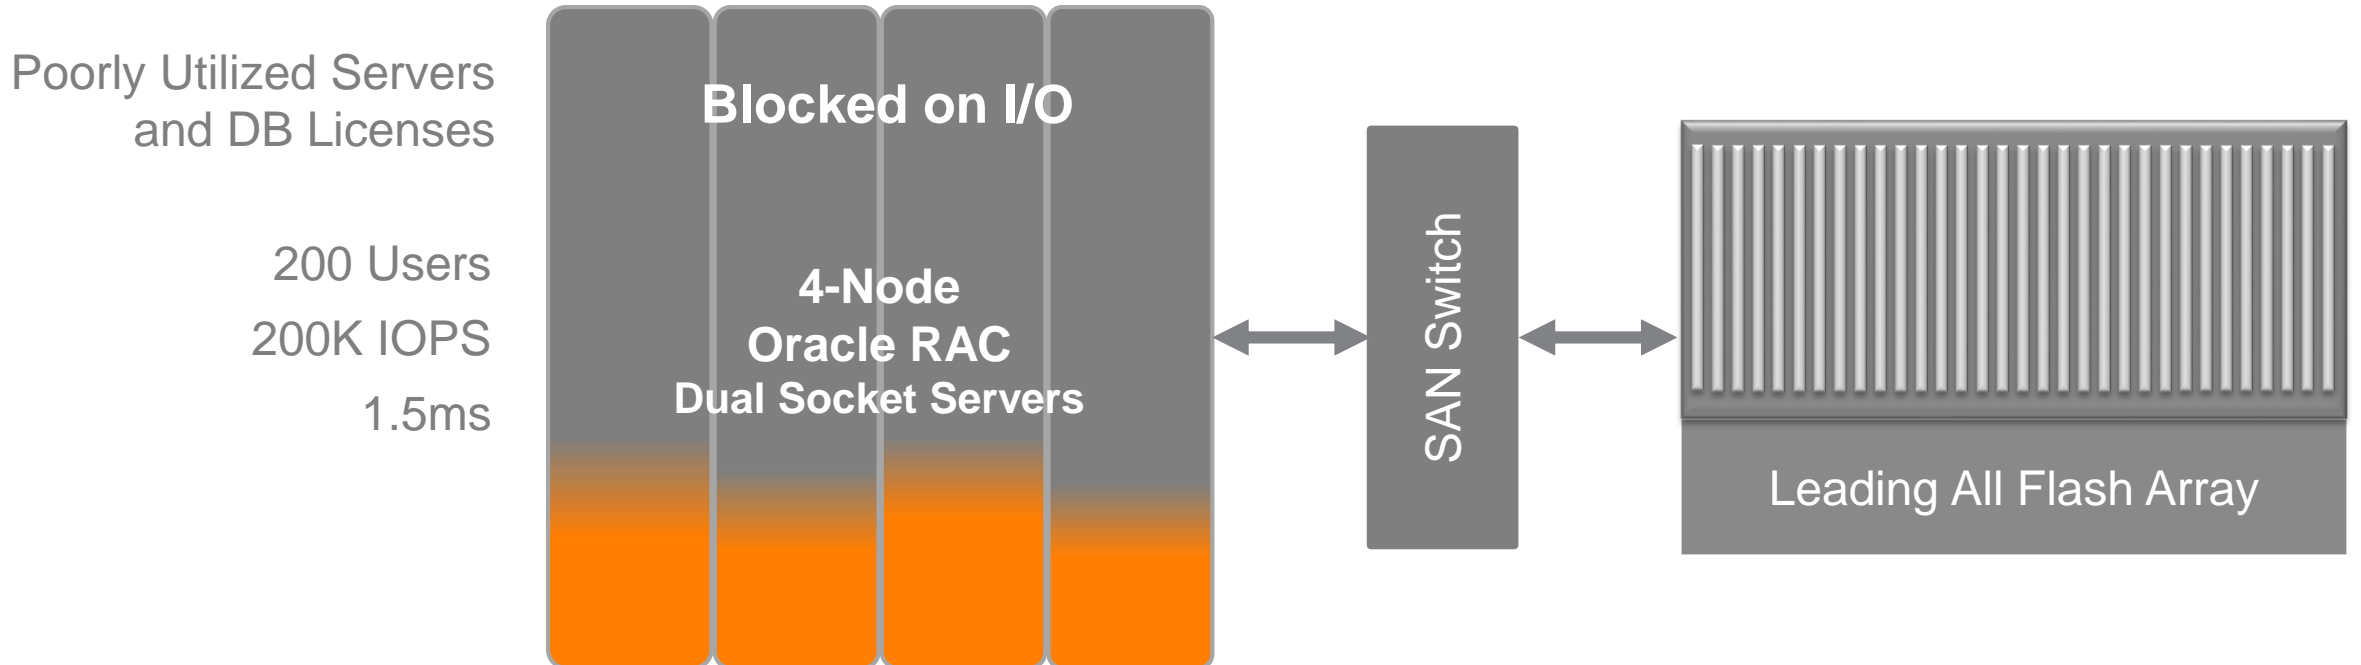 Poorly Utilized Servers
and DB Licenses
200 Users
200K IOPS
1.5ms
Blocked on I/O
4-Node
Oracle RAC
Dual Socket Servers
SAN Switch
Leading All Flash Array